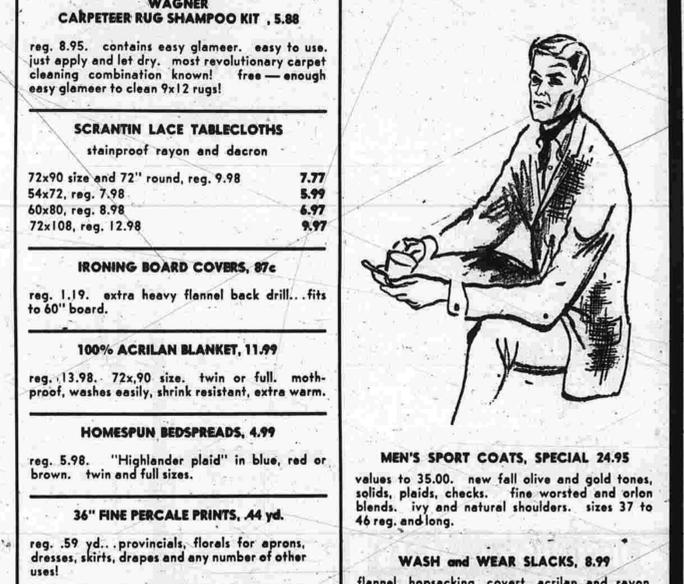 WAGNER
CARPETEER RUG SHAMPOO KIT , 5.88
reg. 8.95. contains easy glameer. easy to use.
just apply and let dry. most revolutionary carpet
cleaning combination known! free — enough
easy glameer to clean 9x12 rugs!
SCRANTIN LACE TABLECLOTHS
stainproof rayon and dacron
72x90 size and 72" round, reg. 9.98 7.77
54x72, reg. 7.98 5.99
60x80, reg. 8.98 6.97
72x108, reg. 12.98 9.97
IRONING BOARD COVERS, 87c
reg. 1.19. extra heavy flannel back drill...fits
to 60" board.
100% ACRILAN BLANKET, 11.99
reg. 13.98. 72x,90 size. twin or full. moth-
proof, washes easily, shrink resistant, extra warm.
HOMESPUN BEDSPREADS, 4.99
reg. 5.98. "Highlander plaid" in blue, red or
brown. twin and full sizes.
36" FINE PERCALE PRINTS, .44 yd.
reg. .59 yd... provincials, florals for aprons,
dresses, skirts, drapes and any number of other
uses!
MEN'S SPORT COATS, SPECIAL 24.95
values to 35.00. new fall olive and gold tones,
solids, plaids, checks. fine worsted and orlon
blends. ivy and natural shoulders. sizes 37 to
46 reg. and long.
WASH and WEAR SLACKS, 8.99
flannel, hopsacking, covert, acrilan and rayon